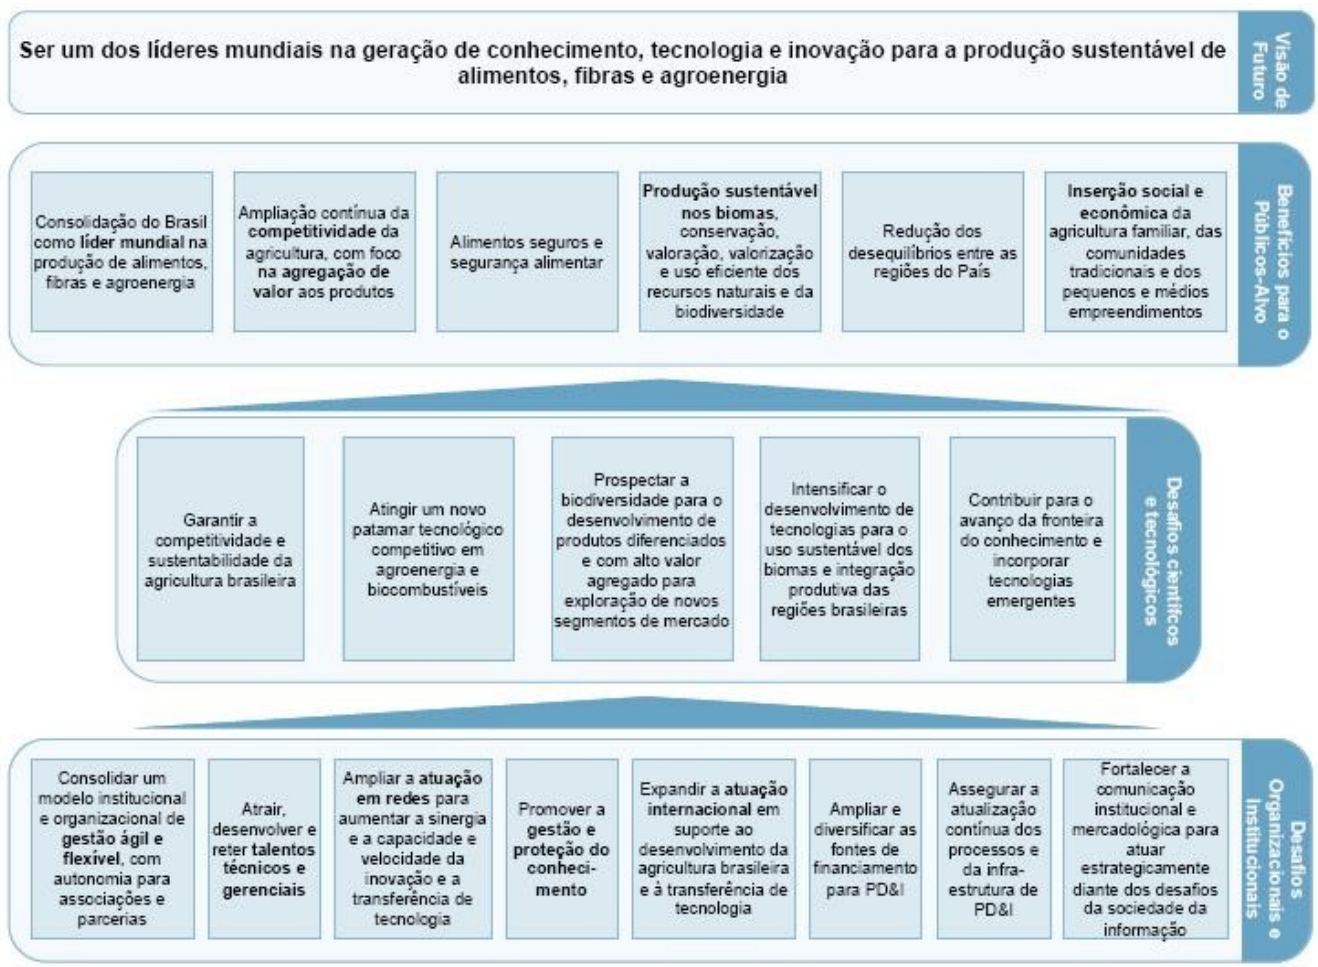 Ser um dos líderes mundiais na geração de conhecimento, tecnologia e inovação para a produção sustentável de
alimentos, fibras e agroenergia
Visão de
Futuro
Consolidação do Brasil
como líder mundial na
produção de alimentos,
fibras e agroenergia
Ampliação contínua da
competitividade da
agricultura, com foco
na agregação de
valor aos produtos
Alimentos seguros e
segurança alimentar
Produção sustentável
nos biomas,
conservação,
valoração, valorização
e uso eficiente dos
recursos naturais e da
biodiversidade
Redução dos
desequilíbrios entre as
regiões do País
Inserção social e
econômica da
agricultura familiar, das
comunidades
tradicionais e dos
pequenos e médios
empreendimentos
Benefícios para o
Públicos-Alvo
Garantir a
competitividade e
sustentabilidade da
agricultura brasileira
Atingir um novo
patamar tecnológico
competitivo em
agroenergia e
biocombustíveis
Prospectar a
biodiversidade para o
desenvolvimento de
produtos diferenciados
e com alto valor
agregado para
exploração de novos
segmentos de mercado
Intensificar o
desenvolvimento de
tecnologias para o
uso sustentável dos
biomas e integração
produtiva das
regiões brasileiras
Contribuir para o
avanço da fronteira
do conhecimento e
incorporar
tecnologias
emergentes
Desafios científcos
e tecnológicos
Consolidar um
modelo institucional
e organizacional de
gestão ágil e
flexível, com
autonomia para
associações e
parcerias
Atrair,
desenvolver e
reter talentos
técnicos e
gerenciais
Ampliar a atuação
em redes para
aumentar a sinergia
e a capacidade e
velocidade da
inovação e a
transferência de
tecnologia
Promover a
gestão e
proteção do
conheci-
mento
Expandir a atuação
internacional em
suporte ao
desenvolvimento da
agricultura brasileira
e à transferência de
tecnologia
Ampliar e
diversificar as
fontes de
financiamento
para PD&I
Assegurar a
atualização
contínua dos
processos e
da infra-
estrutura de
PD&I
Fortalecer a
comunicação
institucional e
mercadológica para
atuar
estrategicamente
diante dos desafios
da sociedade da
informação
Desafios
Organizacionais e
Institucionais